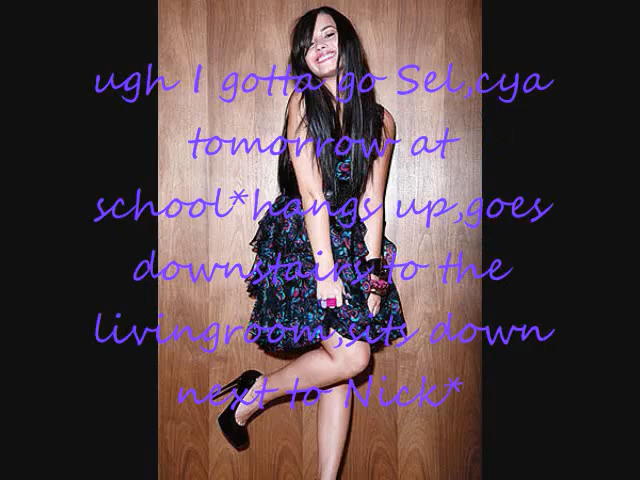 ugh I gotta go Sel,cya
tomorrow at
school*hangs up,goes
downstairs to the
livingroom,sits down
next to Nick*